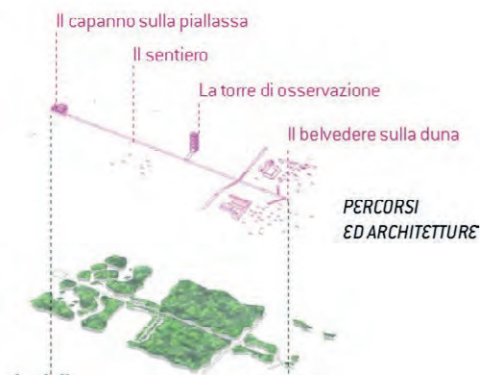 Il capanno sulla piallassa
Il sentiero
La torre di osservazione
Il belvedere sulla duna
PERCORSI
ED ARCHITETTURE